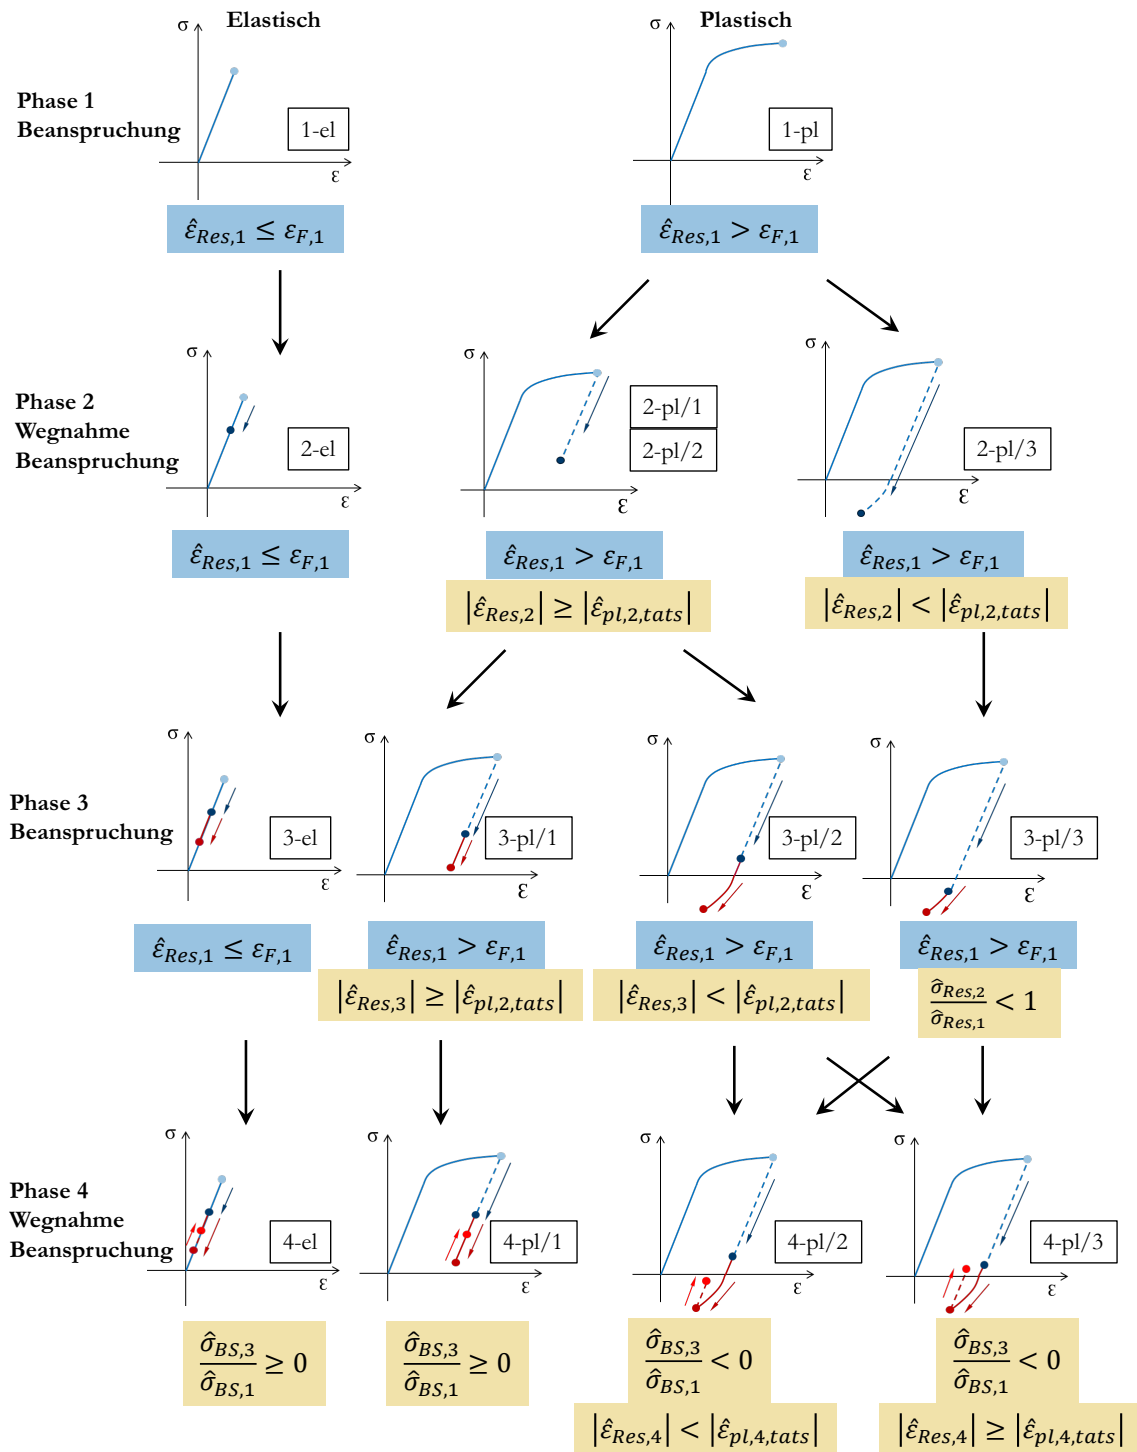 Elastisch
Plastisch
Phase 1
Beanspruchung
σ
ε
1-el
σ
ε
1-pl
ε̂Res,1 ≤ εF,1
ε̂Res,1 > εF,1
Phase 2
Wegnahme
Beanspruchung
σ
ε
2-el
σ
ε
2-pl/1
2-pl/2
σ
ε
2-pl/3
ε̂Res,1 ≤ εF,1
ε̂Res,1 > εF,1
|ε̂Res,2| ≥ |ε̂pl,2,tats|
ε̂Res,1 > εF,1
|ε̂Res,2| < |ε̂pl,2,tats|
Phase 3
Beanspruchung
σ
ε
3-el
σ
ε
3-pl/1
σ
ε
3-pl/2
σ
ε
3-pl/3
ε̂Res,1 ≤ εF,1
ε̂Res,1 > εF,1
|ε̂Res,3| ≥ |ε̂pl,2,tats|
ε̂Res,1 > εF,1
|ε̂Res,3| < |ε̂pl,2,tats|
ε̂Res,1 > εF,1
σ̂Res,2 / σ̂Res,1 < 1
Phase 4
Wegnahme
Beanspruchung
σ
ε
4-el
σ
ε
4-pl/1
σ
ε
4-pl/2
σ
ε
4-pl/3
σ̂BS,3 / σ̂BS,1 ≥ 0
σ̂BS,3 / σ̂BS,1 ≥ 0
σ̂BS,3 / σ̂BS,1 < 0
|ε̂Res,4| < |ε̂pl,4,tats|
σ̂BS,3 / σ̂BS,1 < 0
|ε̂Res,4| ≥ |ε̂pl,4,tats|